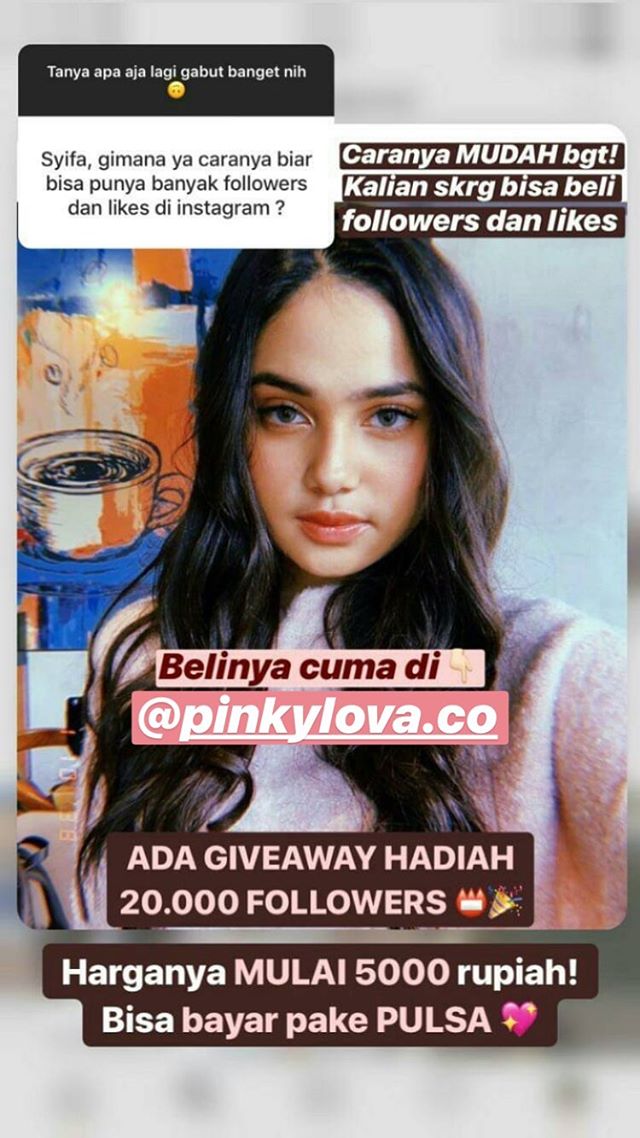 Tanya apa aja lagi gabut banget nih
🙃
Syifa, gimana ya caranya biar
bisa punya banyak followers
dan likes di instagram ?
Caranya MUDAH bgt!
Kalian skrg bisa beli
followers dan likes
Belinya cuma di 👇🏻
@pinkylova.co
ADA GIVEAWAY HADIAH
20.000 FOLLOWERS 📛🎉
Harganya MULAI 5000 rupiah!
Bisa bayar pake PULSA 💖